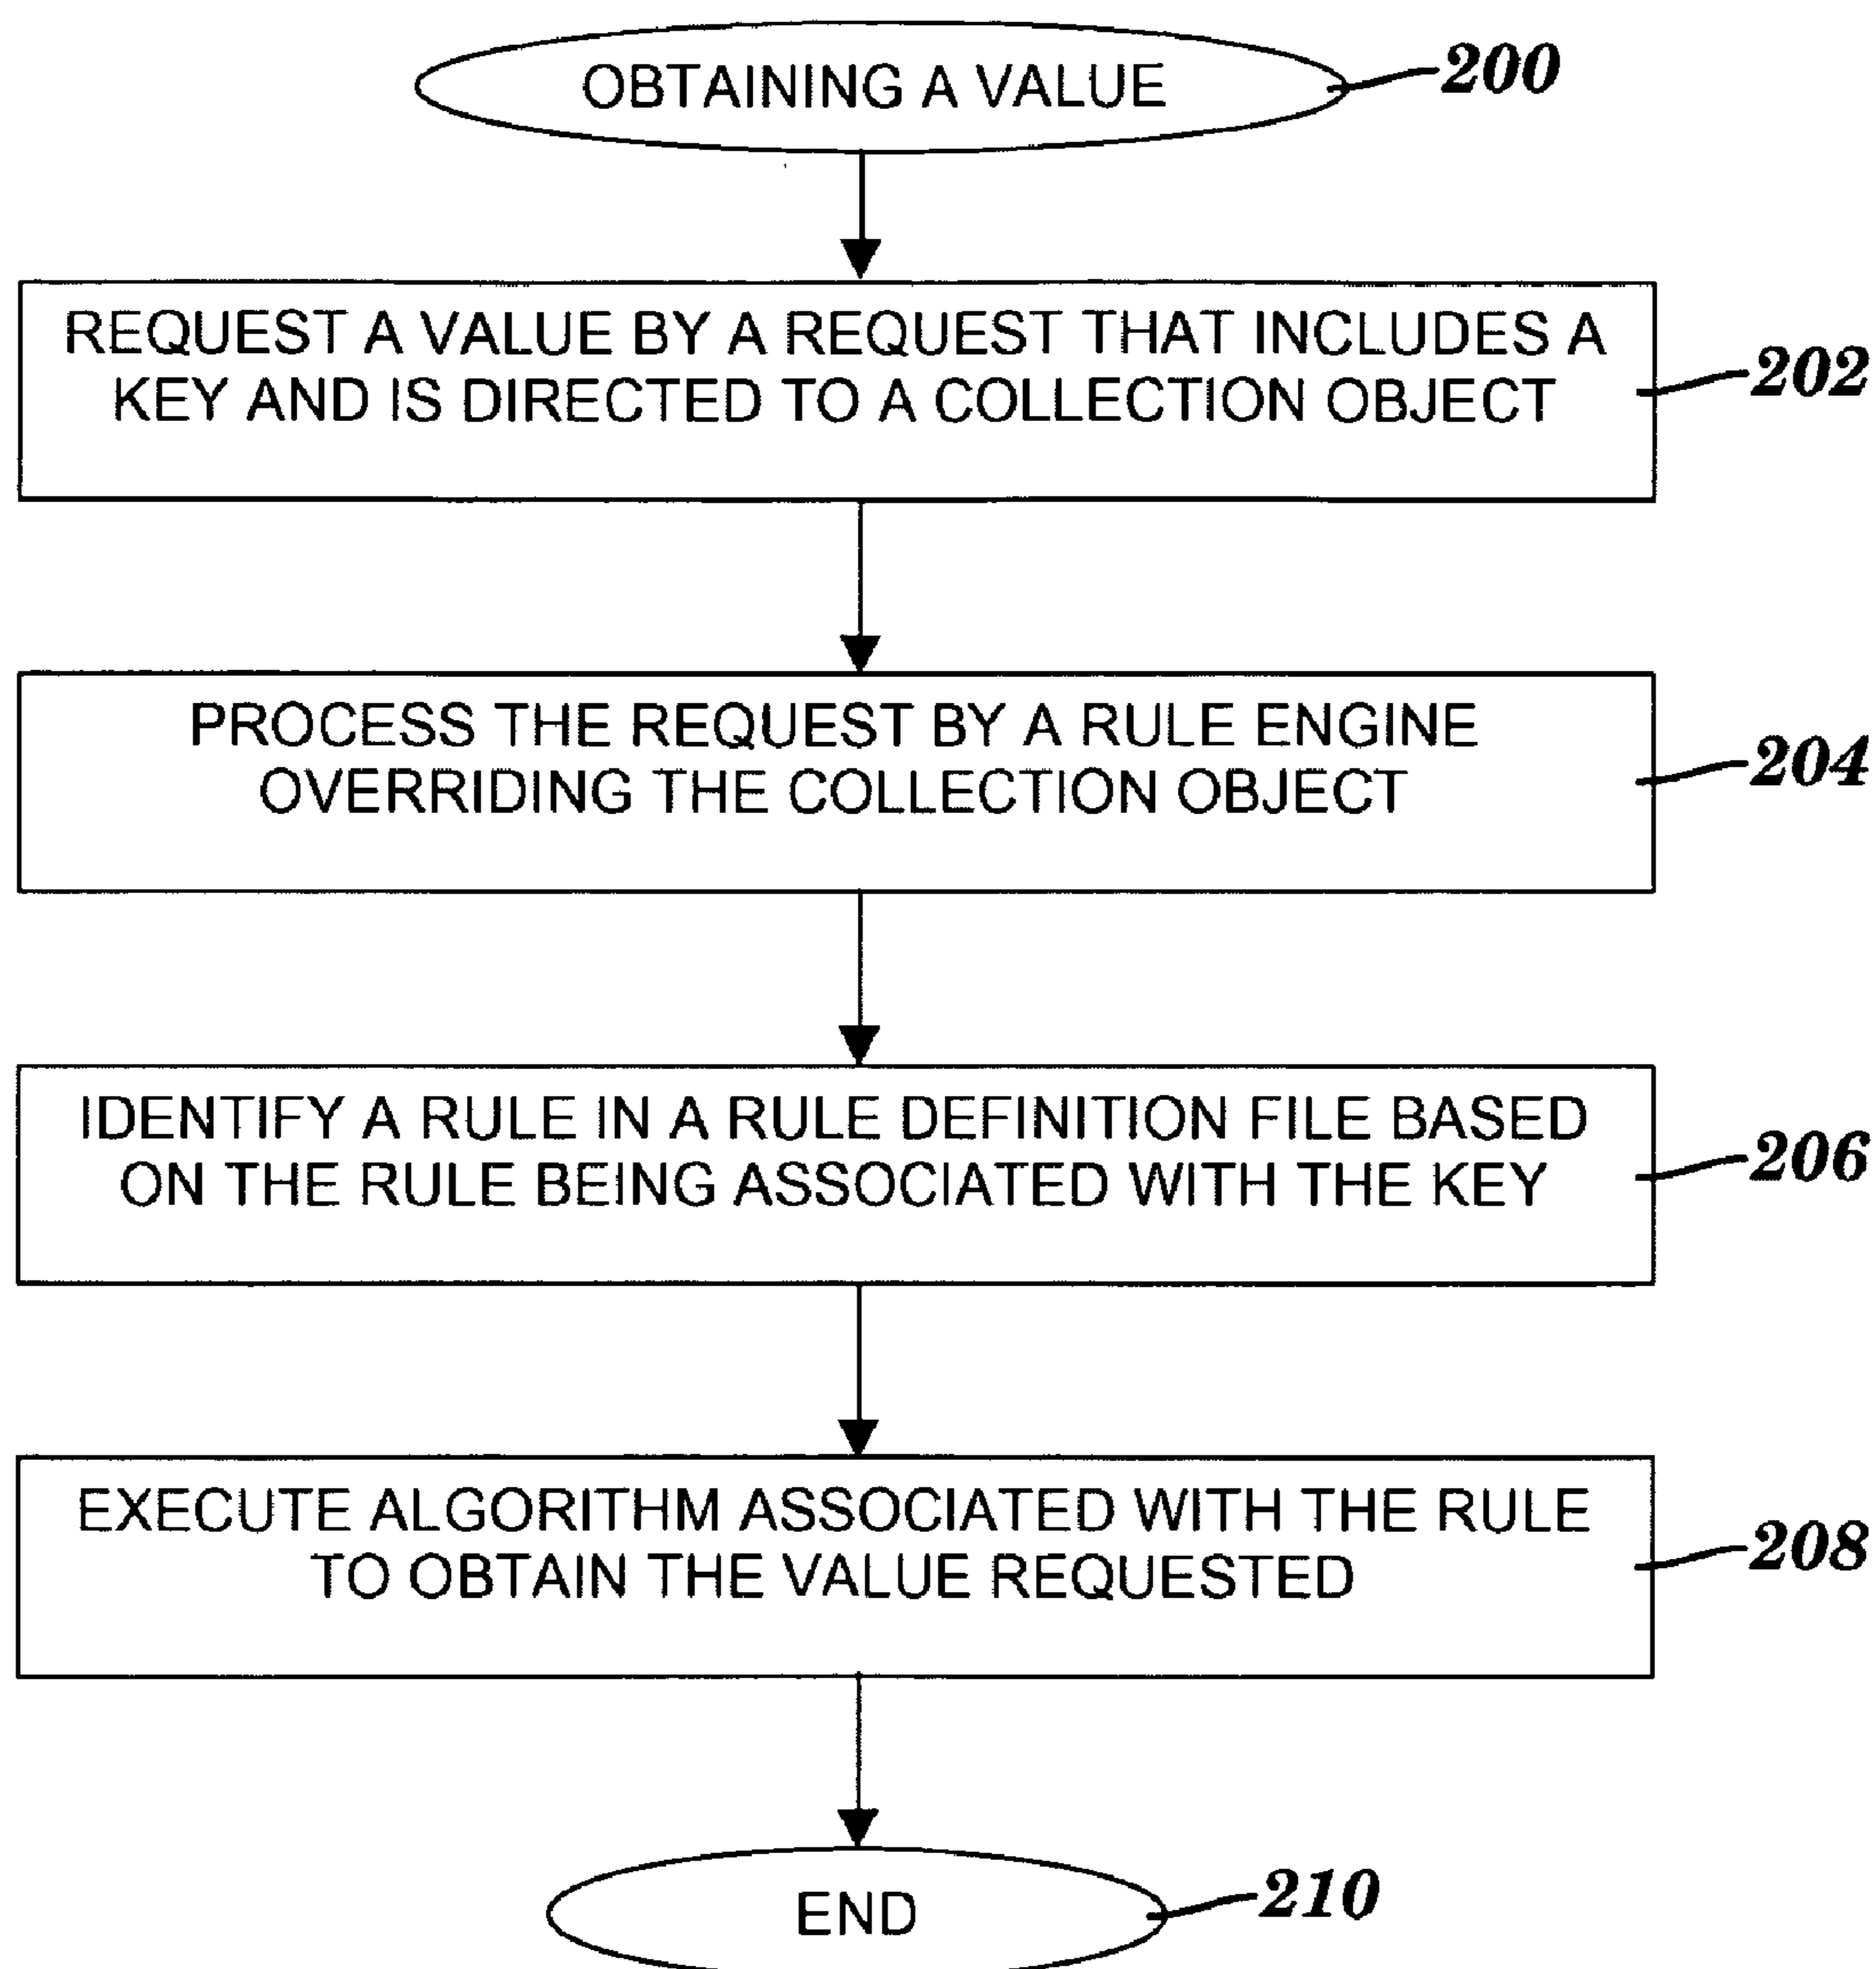 OBTAINING A VALUE
200
REQUEST A VALUE BY A REQUEST THAT INCLUDES A
KEY AND IS DIRECTED TO A COLLECTION OBJECT
202
PROCESS THE REQUEST BY A RULE ENGINE
OVERRIDING THE COLLECTION OBJECT
204
IDENTIFY A RULE IN A RULE DEFINITION FILE BASED
ON THE RULE BEING ASSOCIATED WITH THE KEY
206
EXECUTE ALGORITHM ASSOCIATED WITH THE RULE
TO OBTAIN THE VALUE REQUESTED
208
END
210